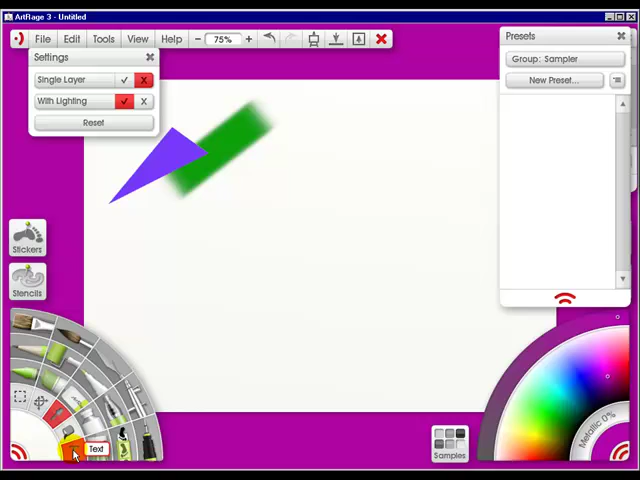 ArtRage 3 - Untitled
File Edit Tools View Help - 75% +
Settings
Single Layer
With Lighting
Reset
Presets
Group: Sampler
New Preset...
Stickers
Stencils
Text
Samples
Metallic 0%